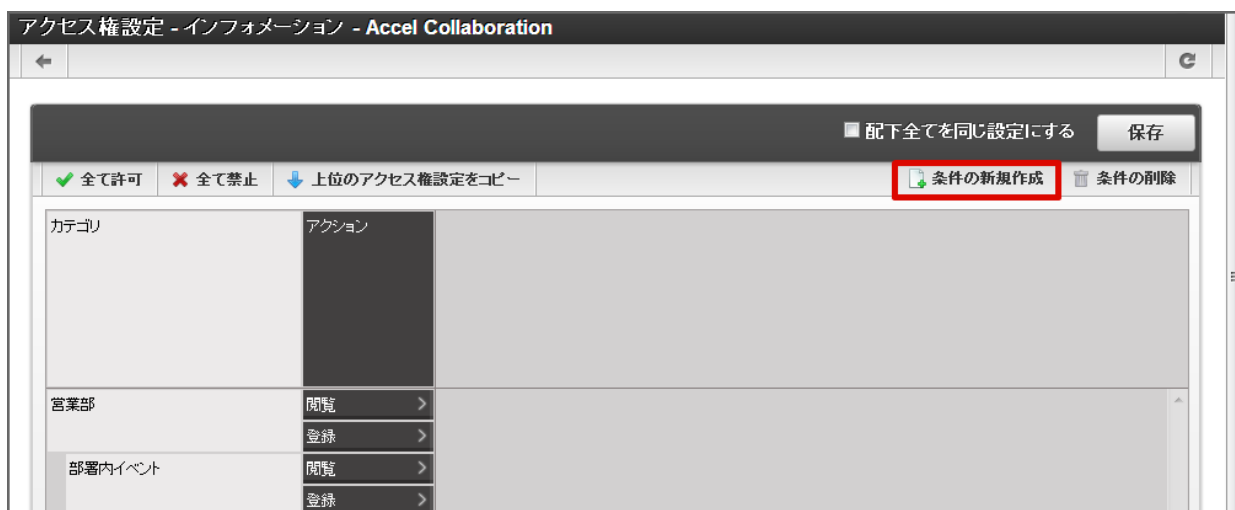 アクセス権設定 - インフォメーション - Accel Collaboration
配下全てを同じ設定にする 保存
全て許可 全て禁止 上位のアクセス権設定をコピー 条件の新規作成 条件の削除
カテゴリ アクション
営業部 閲覧
登録
部署内イベント 閲覧
登録